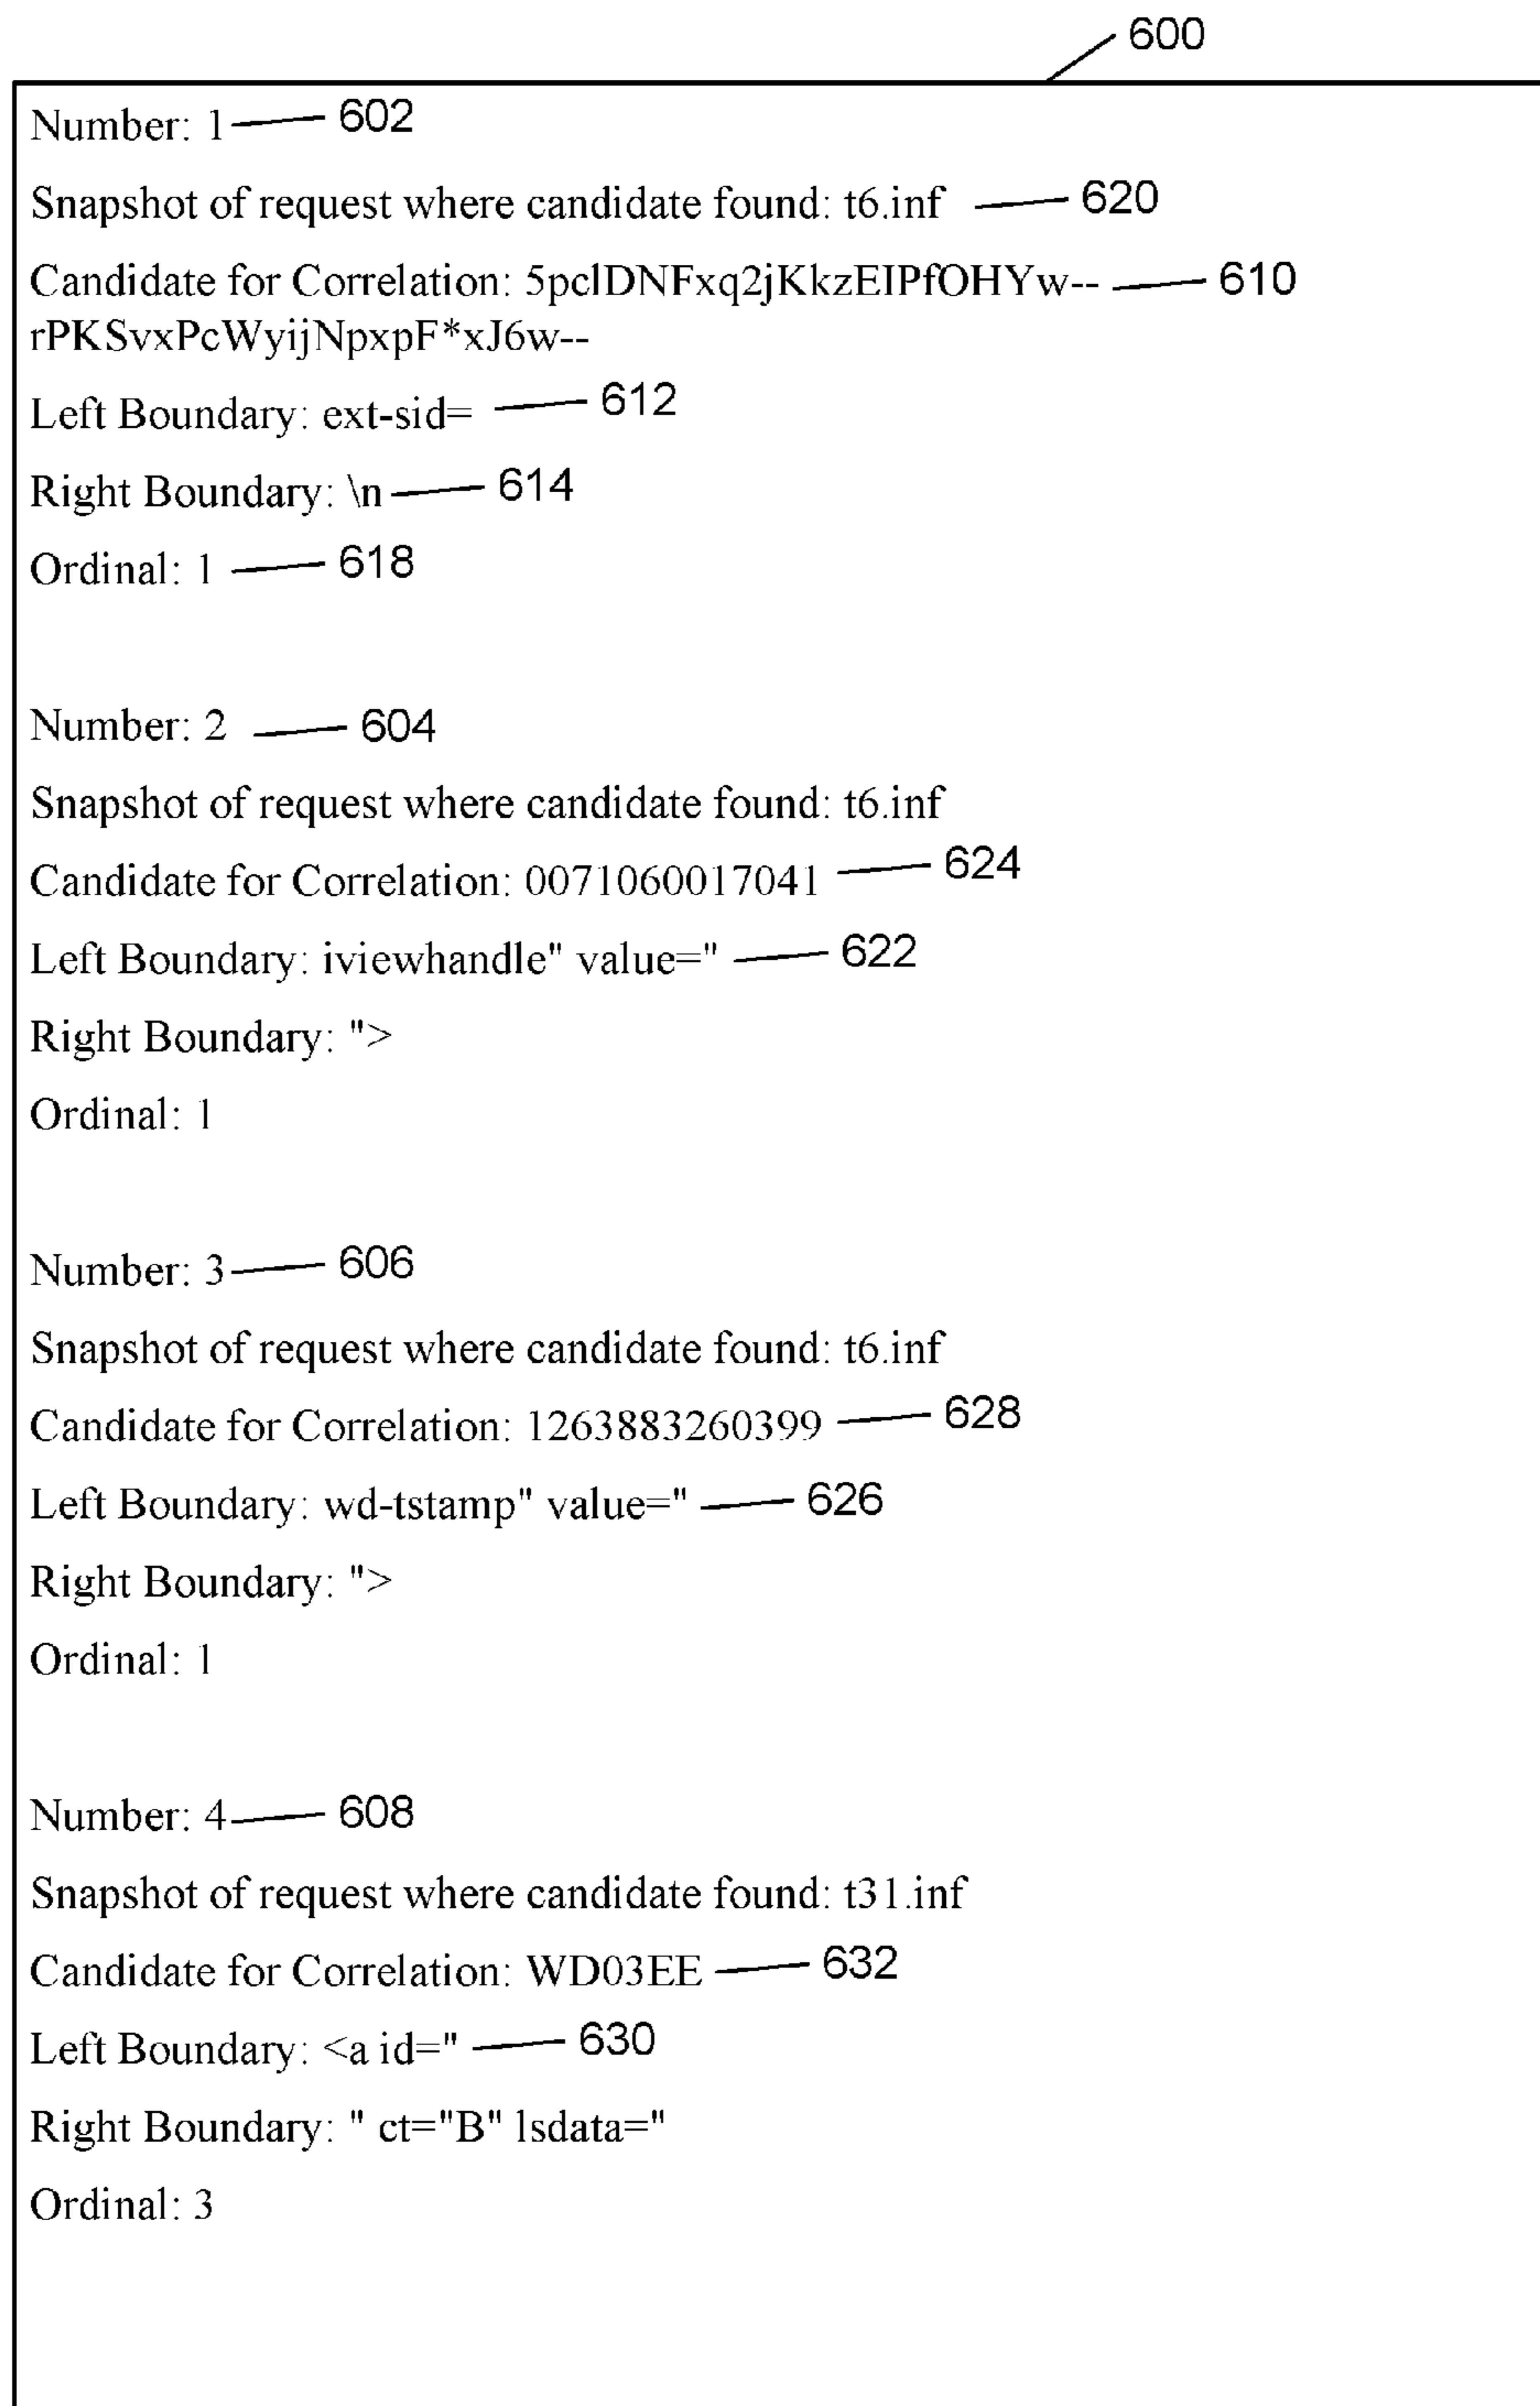 600
Number: 1 602
Snapshot of request where candidate found: t6.inf 620
Candidate for Correlation: 5pclDNFxq2jKkzEIPfOHYw-- 610
rPKSvxPcWyijNpxpF*xJ6w--
Left Boundary: ext-sid= 612
Right Boundary: \n 614
Ordinal: 1 618
Number: 2 604
Snapshot of request where candidate found: t6.inf
Candidate for Correlation: 0071060017041 624
Left Boundary: iviewhandle" value=" 622
Right Boundary: ">
Ordinal: 1
Number: 3 606
Snapshot of request where candidate found: t6.inf
Candidate for Correlation: 1263883260399 628
Left Boundary: wd-tstamp" value=" 626
Right Boundary: ">
Ordinal: 1
Number: 4 608
Snapshot of request where candidate found: t31.inf
Candidate for Correlation: WD03EE 632
Left Boundary: <a id=" 630
Right Boundary: " ct="B" lsdata="
Ordinal: 3